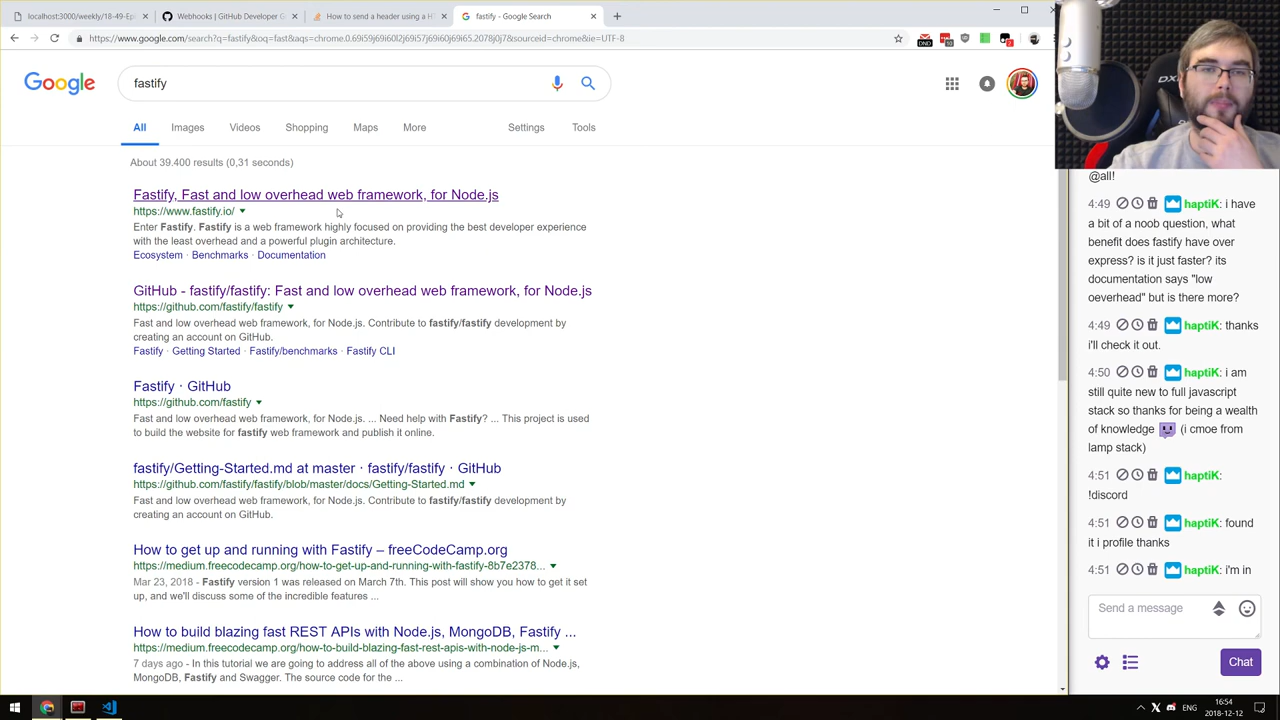 localhost:3000/weekly/18-49-Epi
Webhooks | GitHub Developer G
How to send a header using a HT
fastify - Google Search
https://www.google.com/search?q=fastify&oq=fast&aqs=chrome.0.69i59j69i60l2j69i57j69i60j69i65.2078j0j7&sourceid=chrome&ie=UTF-8
Google
fastify
All
Images
Videos
Shopping
Maps
More
Settings
Tools
About 39.400 results (0,31 seconds)
Fastify, Fast and low overhead web framework, for Node.js
https://www.fastify.io/
Enter Fastify. Fastify is a web framework highly focused on providing the best developer experience
with the least overhead and a powerful plugin architecture.
Ecosystem · Benchmarks · Documentation
GitHub - fastify/fastify: Fast and low overhead web framework, for Node.js
https://github.com/fastify/fastify
Fast and low overhead web framework, for Node.js. Contribute to fastify/fastify development by
creating an account on GitHub.
Fastify · Getting Started · Fastify/benchmarks · Fastify CLI
Fastify · GitHub
https://github.com/fastify
Fast and low overhead web framework, for Node.js. ... Need help with Fastify? ... This project is used
to build the website for fastify web framework and publish it online.
fastify/Getting-Started.md at master · fastify/fastify · GitHub
https://github.com/fastify/fastify/blob/master/docs/Getting-Started.md
Fast and low overhead web framework, for Node.js. Contribute to fastify/fastify development by
creating an account on GitHub.
How to get up and running with Fastify – freeCodeCamp.org
https://medium.freecodecamp.org/how-to-get-up-and-running-with-fastify-8b7e2378...
Mar 23, 2018 - Fastify version 1 was released on March 7th. This post will show you how to get it set
up, and we'll discuss some of the incredible features ...
How to build blazing fast REST APIs with Node.js, MongoDB, Fastify ...
https://medium.freecodecamp.org/how-to-build-blazing-fast-rest-apis-with-node-js-m...
7 days ago - In this tutorial we are going to address all of the above using a combination of Node.js,
MongoDB, Fastify and Swagger. The source code for the ...
@all!
4:49 haptiK: i have
a bit of a noob question, what
benefit does fastify have over
express? is it just faster? its
documentation says "low
oeverhead" but is there more?
4:49 haptiK: thanks
i'll check it out.
4:50 haptiK: i am
still quite new to full javascript
stack so thanks for being a wealth
of knowledge (i cmoe from
lamp stack)
4:51 haptiK:
!discord
4:51 haptiK: found
it i profile thanks
4:51 haptiK: i'm in
Send a message
Chat
ENG
16:54
2018-12-12